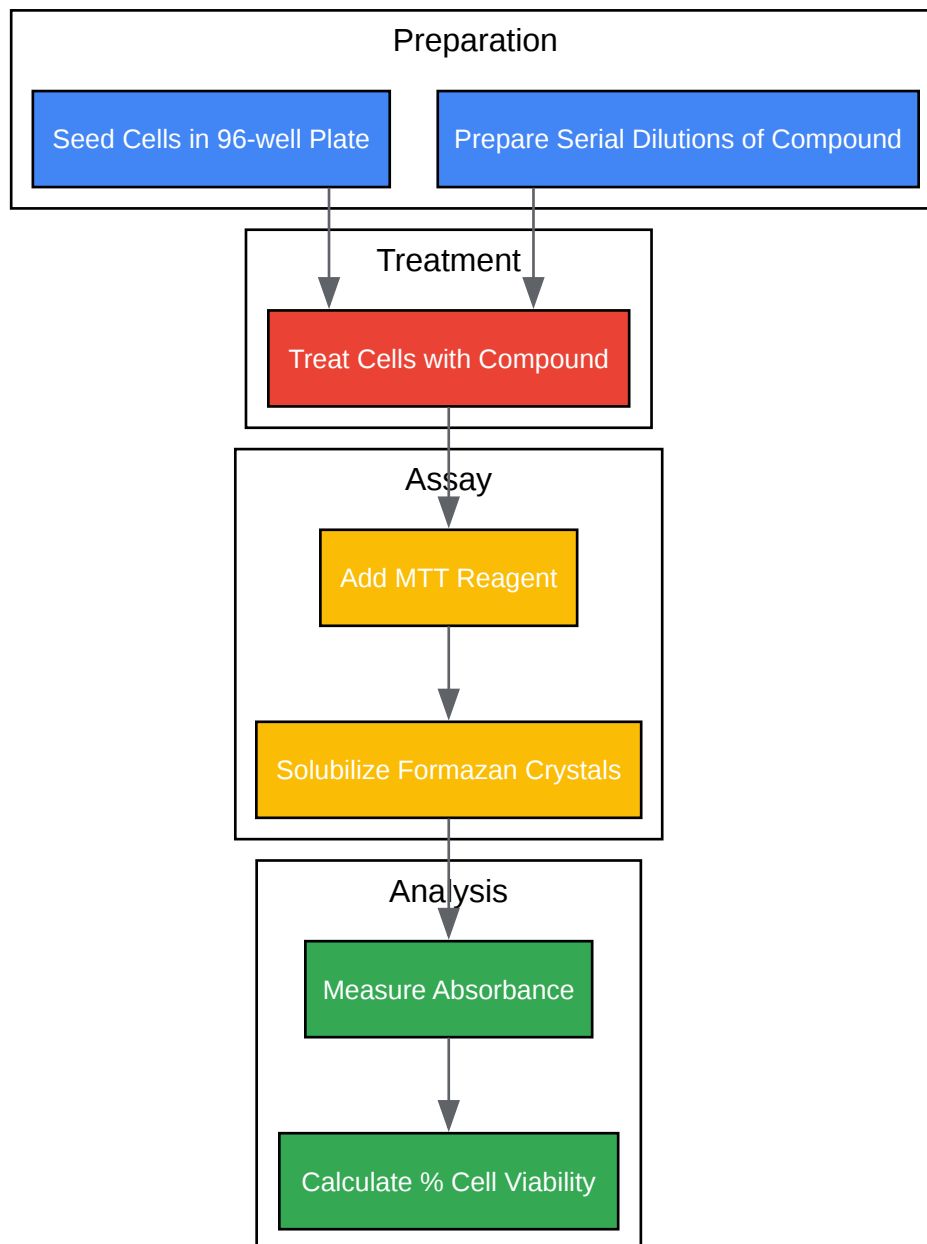 Preparation
Seed Cells in 96-well Plate
Prepare Serial Dilutions of Compound
Treatment
Treat Cells with Compound
Assay
Add MTT Reagent
Solubilize Formazan Crystals
Analysis
Measure Absorbance
Calculate % Cell Viability